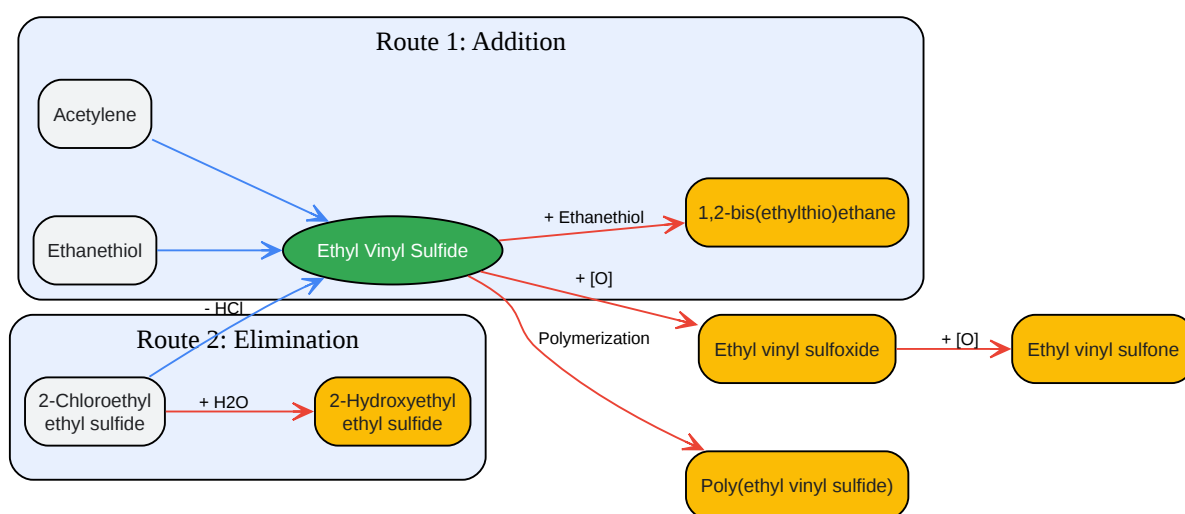 Route 1: Addition
Acetylene
Ethanethiol
Ethyl Vinyl Sulfide
+ Ethanethiol
1,2-bis(ethylthio)ethane
+ [O]
- HCl
Polymerization
Ethyl vinyl sulfoxide
+ [O]
Ethyl vinyl sulfone
Route 2: Elimination
2-Chloroethyl
ethyl sulfide
+ H2O
2-Hydroxyethyl
ethyl sulfide
Poly(ethyl vinyl sulfide)